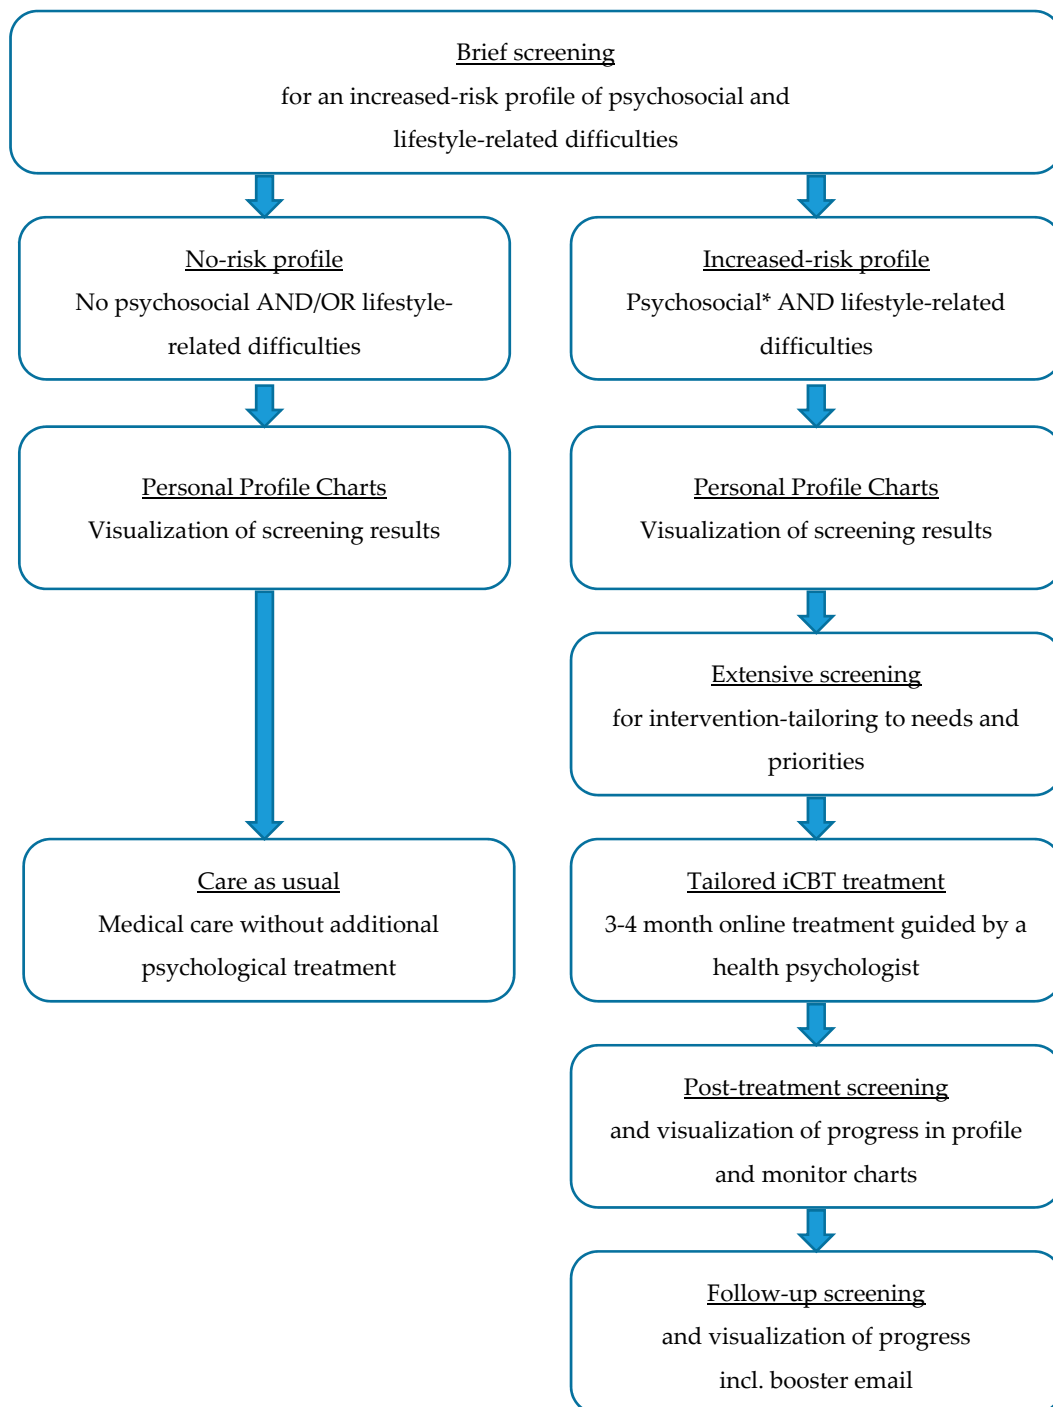 Brief screening
for an increased-risk profile of psychosocial and
lifestyle-related difficulties
No-risk profile
No psychosocial AND/OR lifestyle-
related difficulties
Increased-risk profile
Psychosocial* AND lifestyle-related
difficulties
Personal Profile Charts
Visualization of screening results
Personal Profile Charts
Visualization of screening results
Extensive screening
for intervention-tailoring to needs and
priorities
Care as usual
Medical care without additional
psychological treatment
Tailored iCBT treatment
3-4 month online treatment guided by a
health psychologist
Post-treatment screening
and visualization of progress in profile
and monitor charts
Follow-up screening
and visualization of progress
incl. booster email